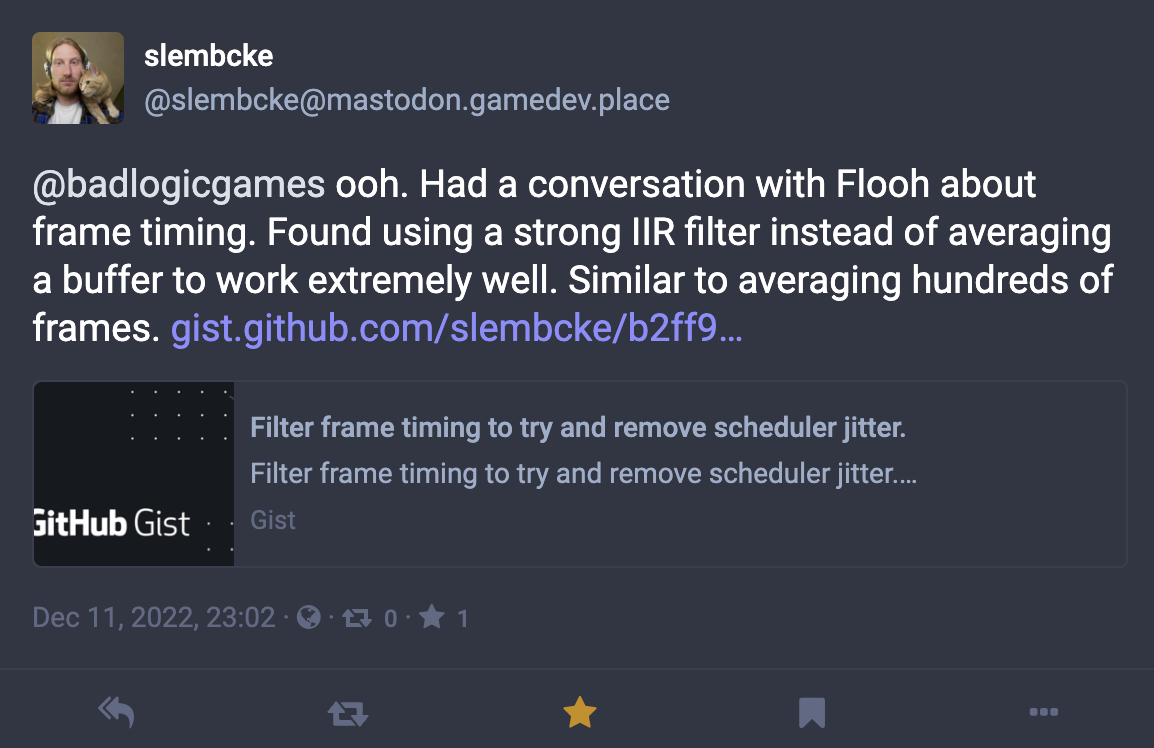 slembcke
@slembcke@mastodon.gamedev.place
@badlogicgames ooh. Had a conversation with Flooh about
frame timing. Found using a strong IIR filter instead of averaging
a buffer to work extremely well. Similar to averaging hundreds of
frames. gist.github.com/slembcke/b2ff9…
Filter frame timing to try and remove scheduler jitter.
Filter frame timing to try and remove scheduler jitter.…
GitHub Gist
Gist
Dec 11, 2022, 23:02 · · 0 · 1